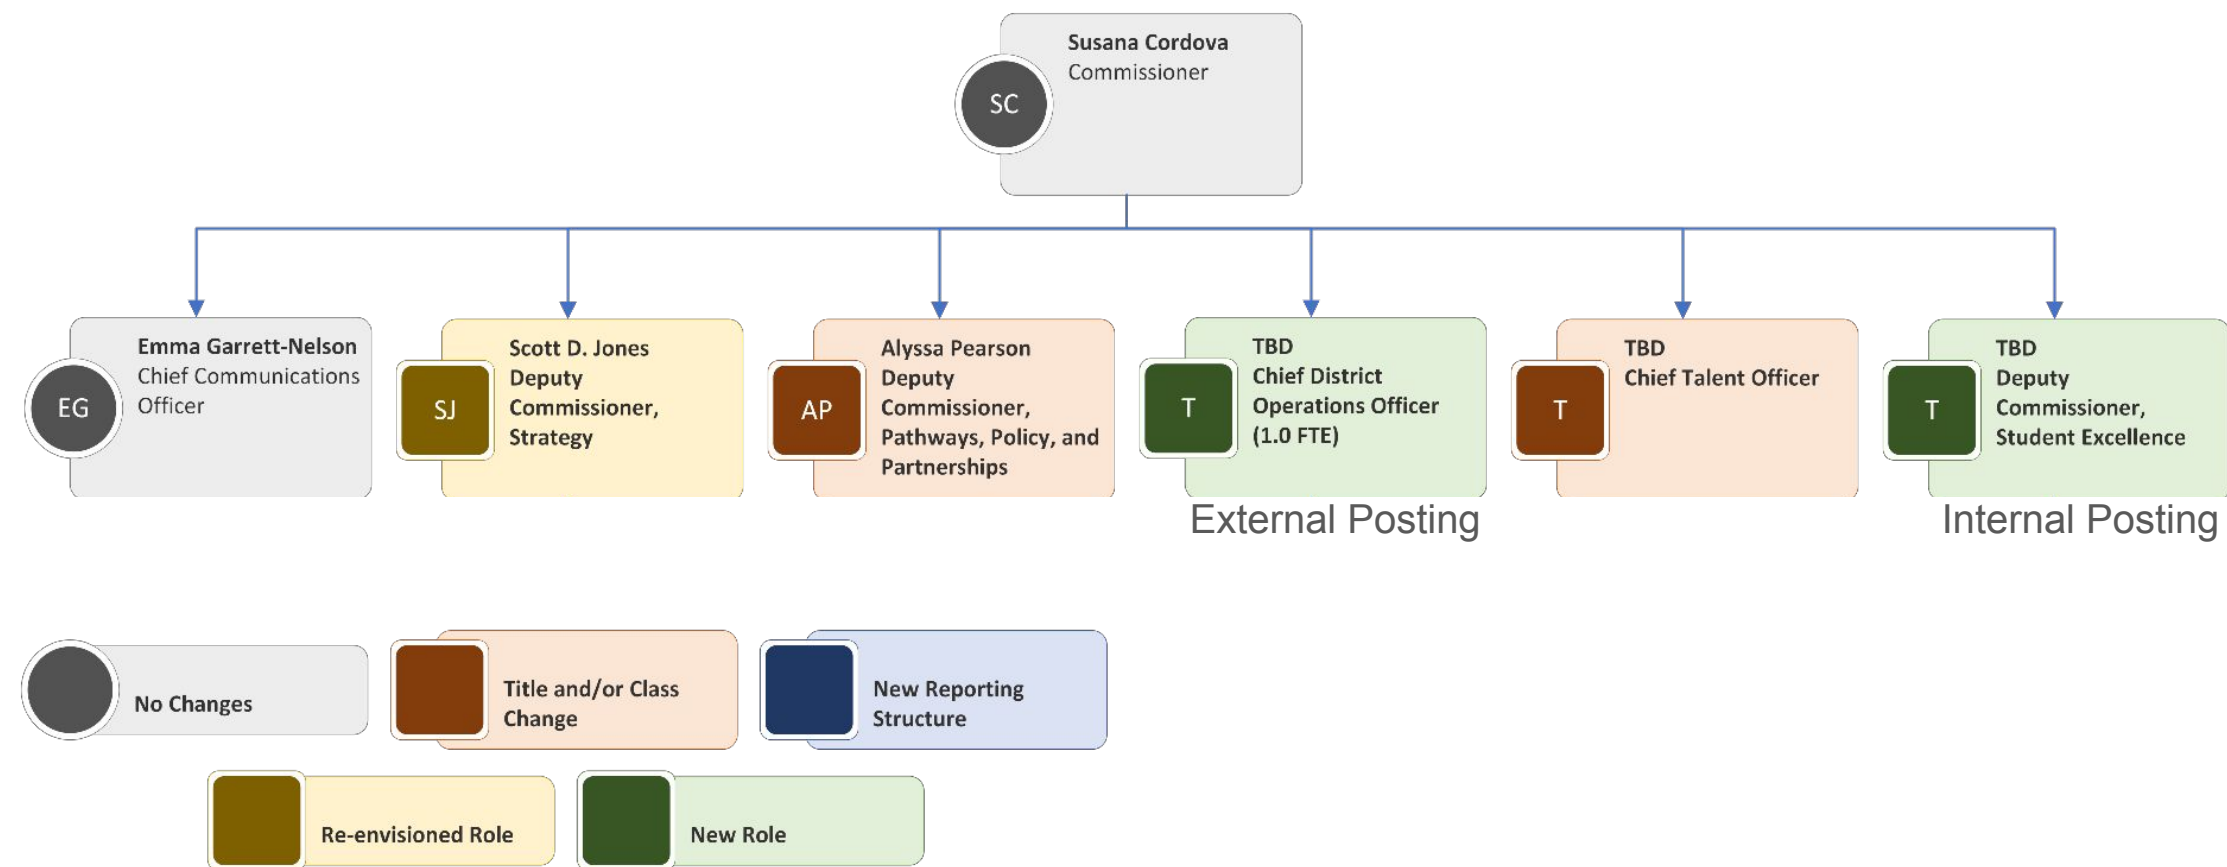 Susana Cordova
Commissioner
SC
Emma Garrett-Nelson
Chief Communications
Officer
EG
Scott D. Jones
Deputy
Commissioner,
Strategy
SJ
Alyssa Pearson
Deputy
Commissioner,
Pathways, Policy, and
Partnerships
AP
TBD
Chief District
Operations Officer
(1.0 FTE)
T
TBD
Chief Talent Officer
T
TBD
Deputy
Commissioner,
Student Excellence
T
External Posting
Internal Posting
No Changes
Title and/or Class
Change
New Reporting
Structure
Re-envisioned Role
New Role